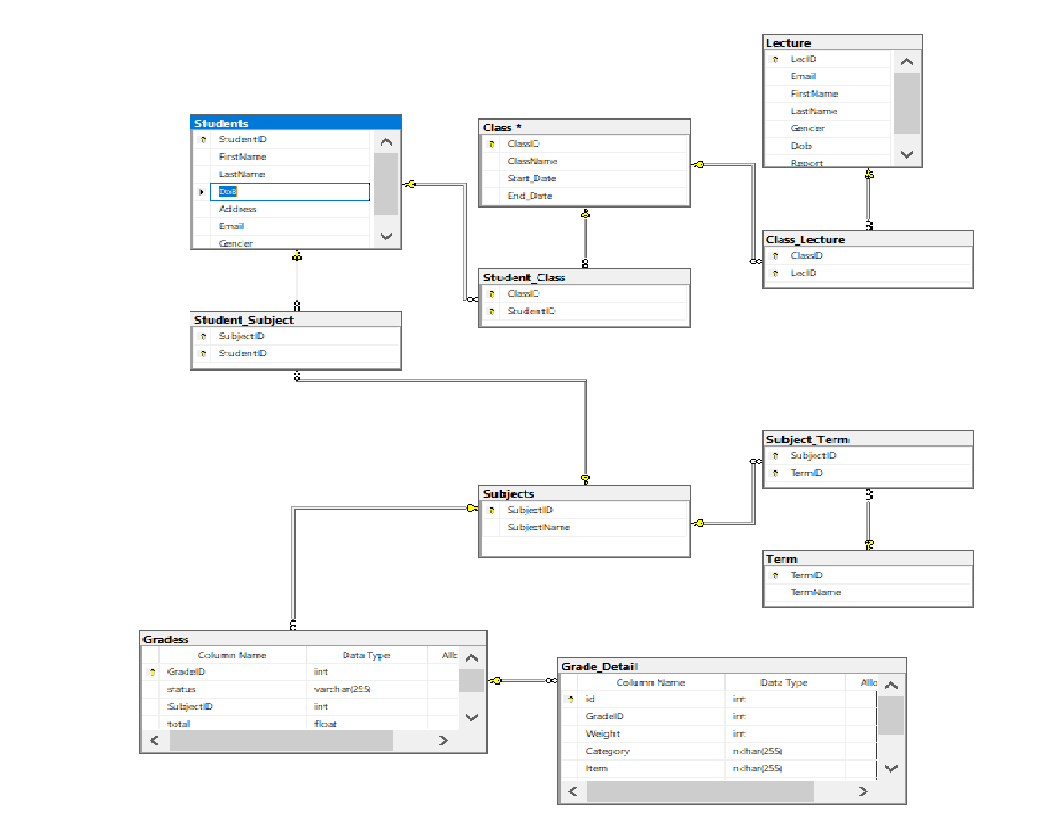 Lecture
LecID
Email
FirstName
LastName
Gender
Dob
Report
Students
StudentID
FirstName
LastName
DoB
Address
Email
Gender
Class *
ClassID
ClassName
Start_Date
End_Date
Class_Lecture
ClassID
LecID
Student_Class
ClassID
StudentID
Student_Subject
SubjectID
StudentID
Subject_Term
SubjectID
TermID
Subjects
SubjectID
SubjectName
Term
TermID
TermName
Gradess
Column Name Data Type Allo
GradeID int
status varchar(255)
SubjectID int
total float
Grade_Detail
Column Name Data Type Allo
id int
GradeID int
Weight int
Category nchar(255)
Item nchar(255)